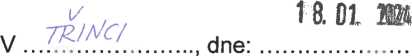 18. 01. 2024
V TŘINCI, dne: ..................